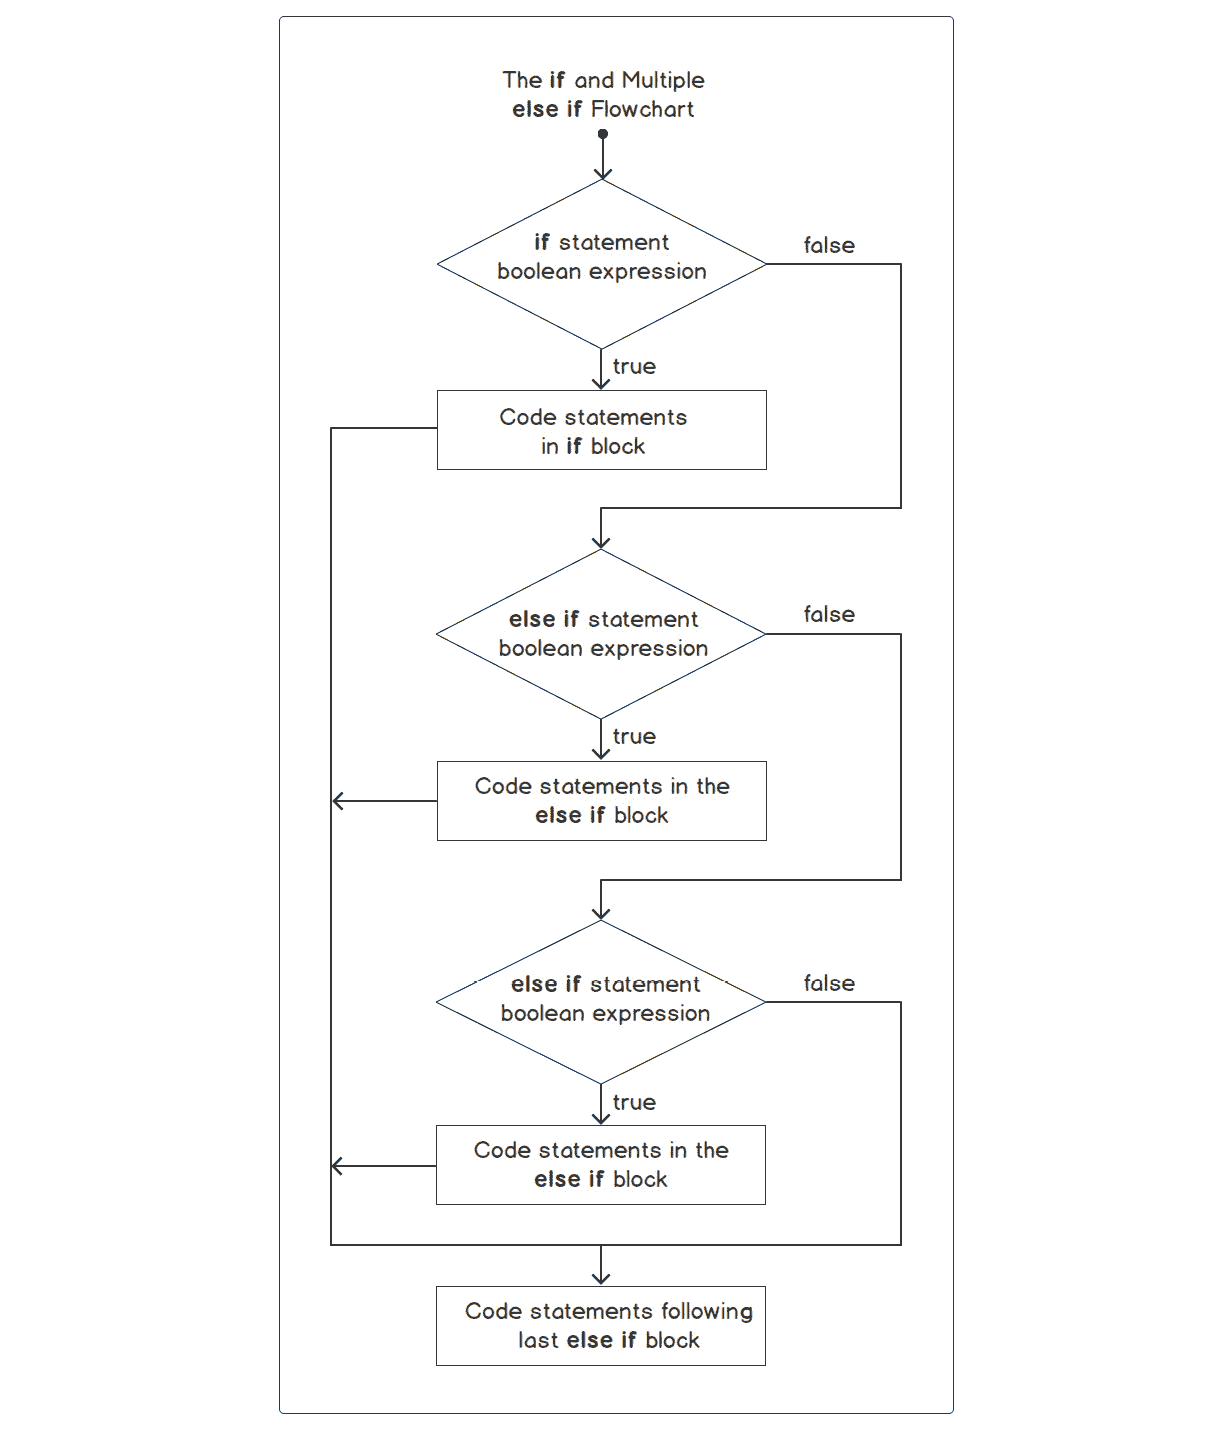 The if and Multiple
else if Flowchart
if statement
boolean expression
false
true
Code statements
in if block
else if statement
boolean expression
false
true
Code statements in the
else if block
else if statement
boolean expression
false
true
Code statements in the
else if block
Code statements following
last else if block